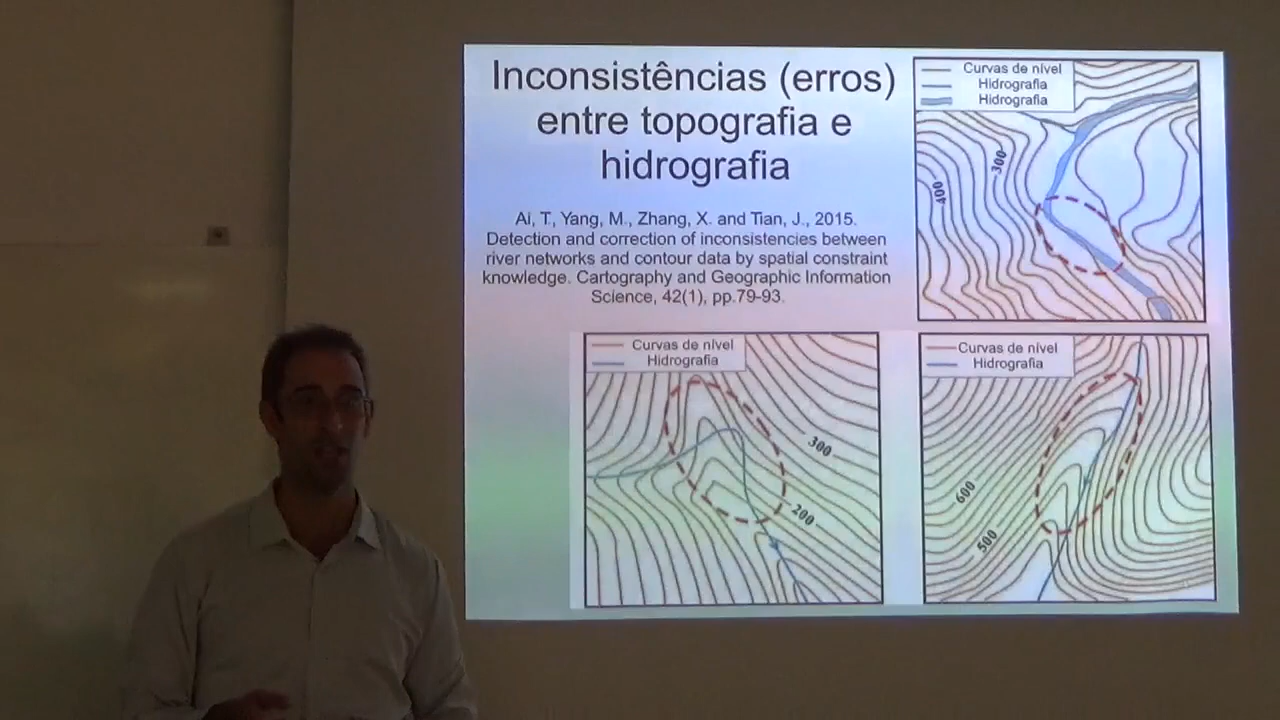 Inconsistências (erros)
entre topografia e
hidrografia
Ai, T., Yang, M., Zhang, X. and Tian, J., 2015.
Detection and correction of inconsistencies between
river networks and contour data by spatial constraint
knowledge. Cartography and Geographic Information
Science, 42(1), pp.79-93.
Curvas de nível
Hidrografia
Hidrografia
300
400
Curvas de nível
Hidrografia
300
200
Curvas de nível
Hidrografia
600
500